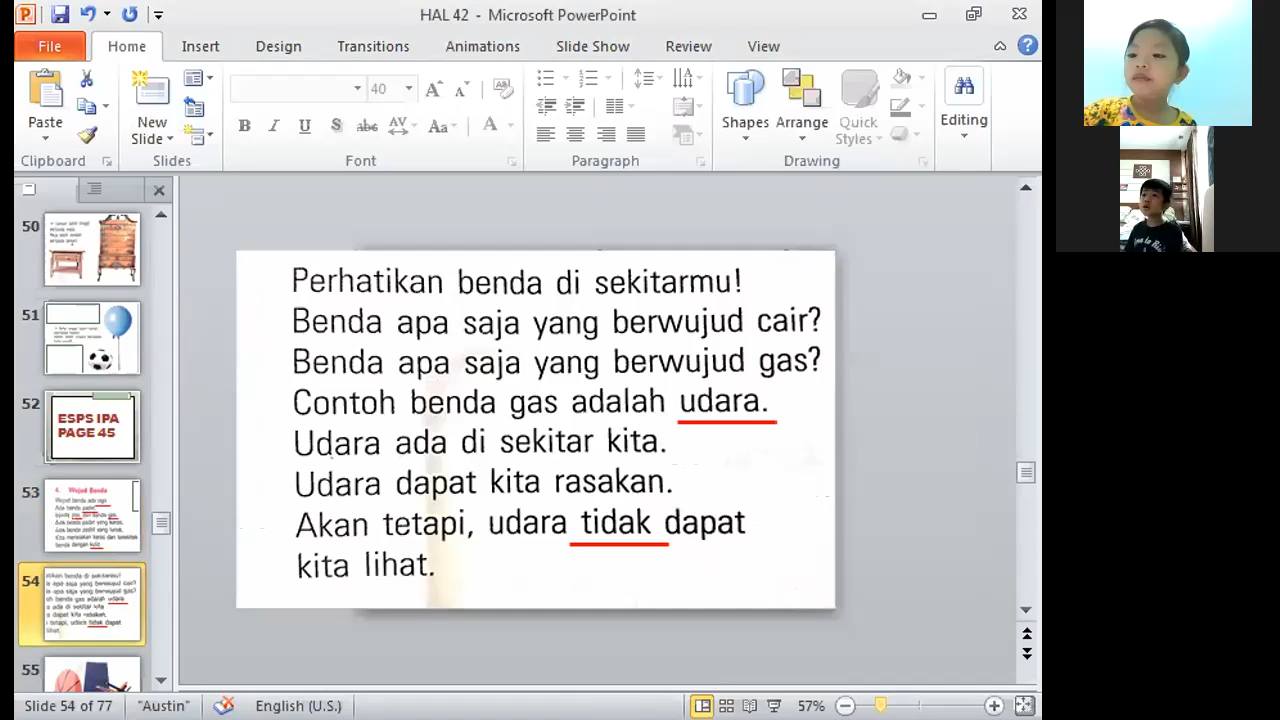 HAL 42 - Microsoft PowerPoint
File Home Insert Design Transitions Animations Slide Show Review View
40
Paste
New
Slide
Shapes Arrange Quick
Styles
Editing
Clipboard Slides Font Paragraph Drawing
50
51
52
ESPS IPA
PAGE 45
53
4. Wujud Benda
54
55
Perhatikan benda di sekitarmu!
Benda apa saja yang berwujud cair?
Benda apa saja yang berwujud gas?
Contoh benda gas adalah udara.
Udara ada di sekitar kita.
Udara dapat kita rasakan.
Akan tetapi, udara tidak dapat
kita lihat.
Slide 54 of 77 "Austin" English (U.S.) 57%